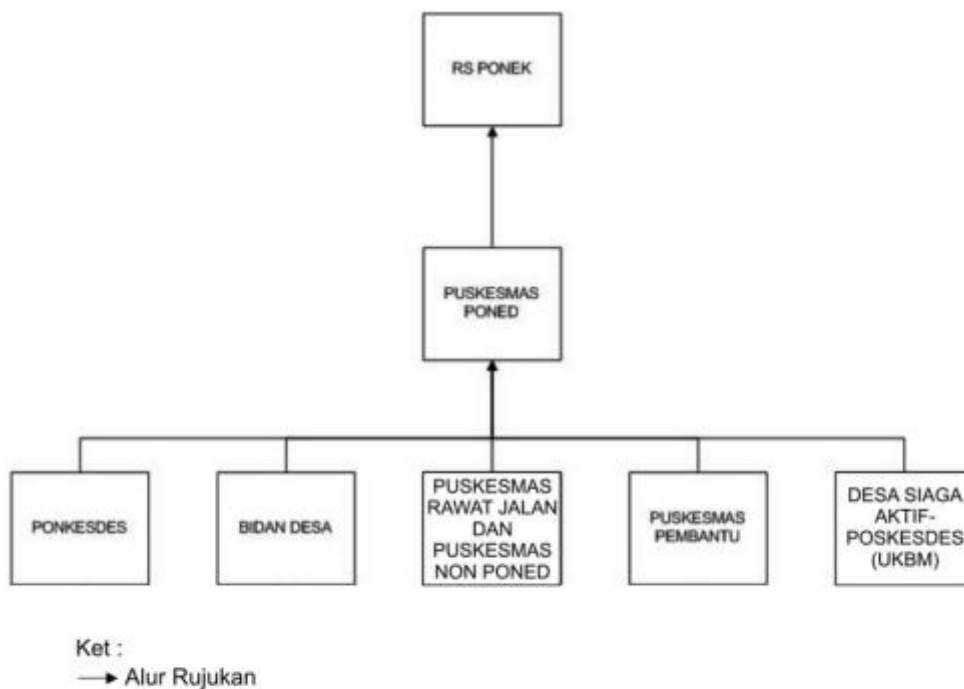 RS PONEK
PUSKESMAS
PONED
PONKESDES
BIDAN DESA
PUSKESMAS
RAWAT JALAN
DAN
PUSKESMAS
NON PONED
PUSKESMAS
PEMBANTU
DESA SIAGA
AKTIF-
POSKESDES
(UKBM)
Ket :
Alur Rujukan